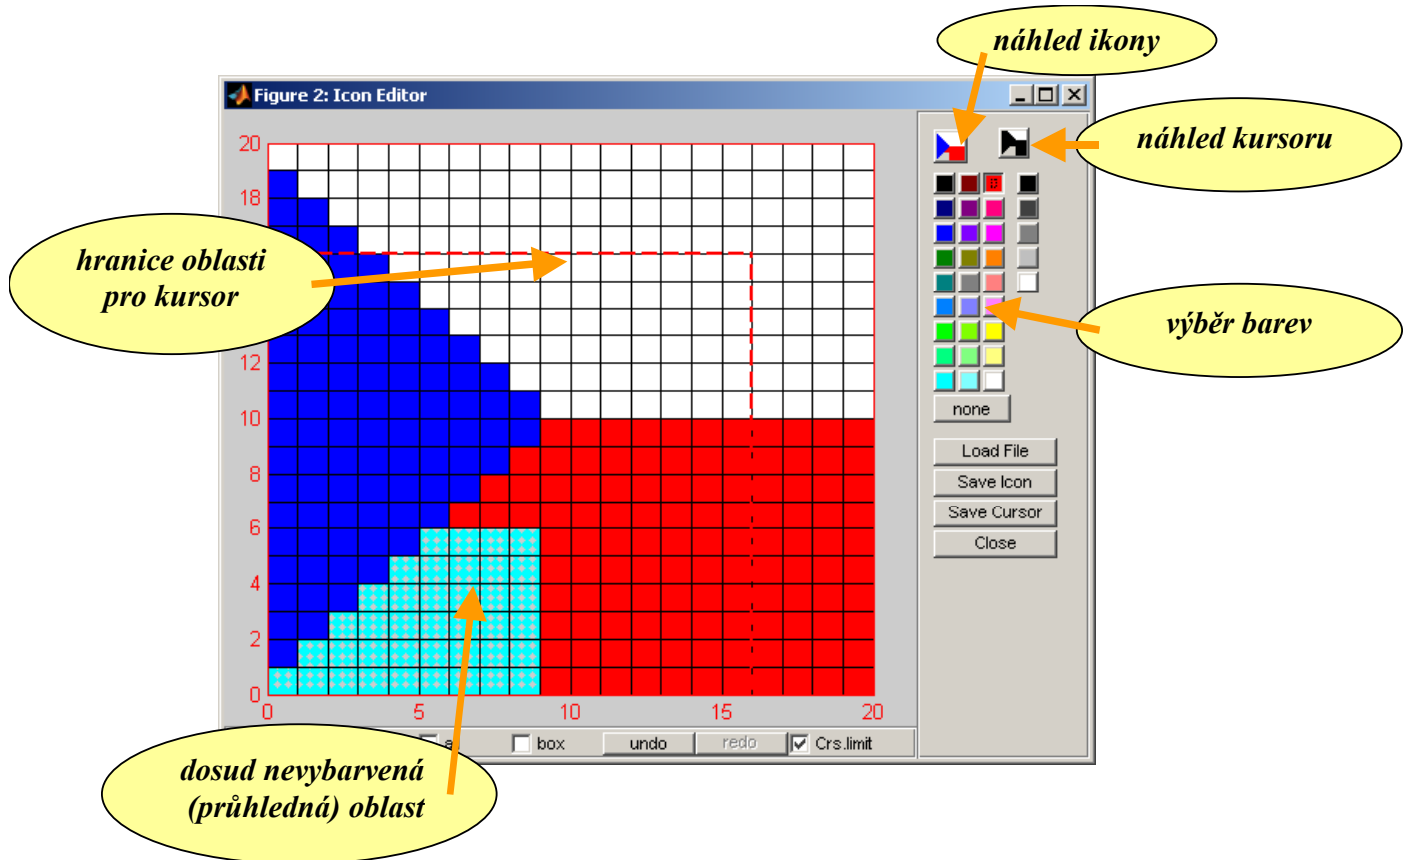 náhled ikony
Figure 2: Icon Editor
náhled kursoru
20
18
hranice oblasti
pro kursor
12
10
8
6
4
2
0
0 5 10 15 20
výběr barev
none
Load File
Save Icon
Save Cursor
Close
box undo redo Crs.limit
dosud nevybarvená
(průhledná) oblast